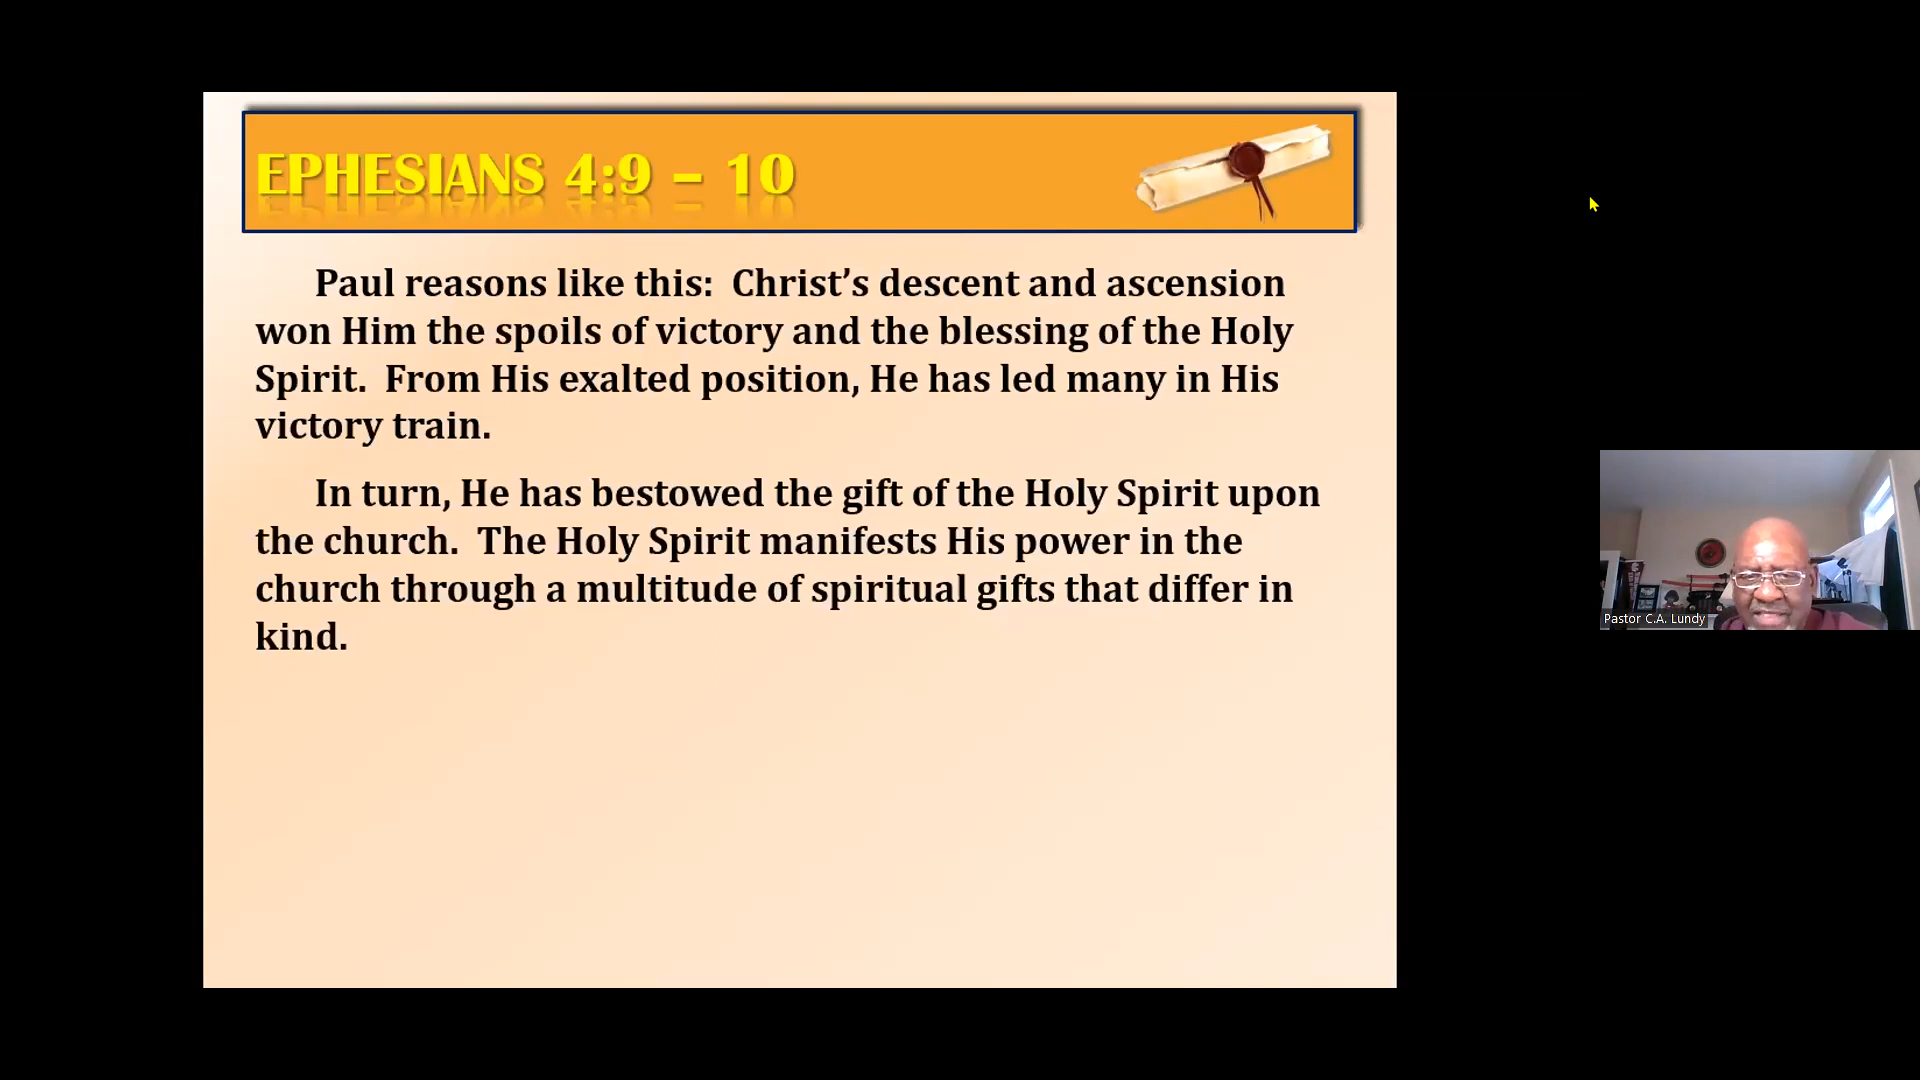 EPHESIANS 4:9 – 10
Paul reasons like this:  Christ’s descent and ascension
won Him the spoils of victory and the blessing of the Holy
Spirit.  From His exalted position, He has led many in His
victory train.
In turn, He has bestowed the gift of the Holy Spirit upon
the church.  The Holy Spirit manifests His power in the
church through a multitude of spiritual gifts that differ in
kind.
Pastor C.A. Lundy